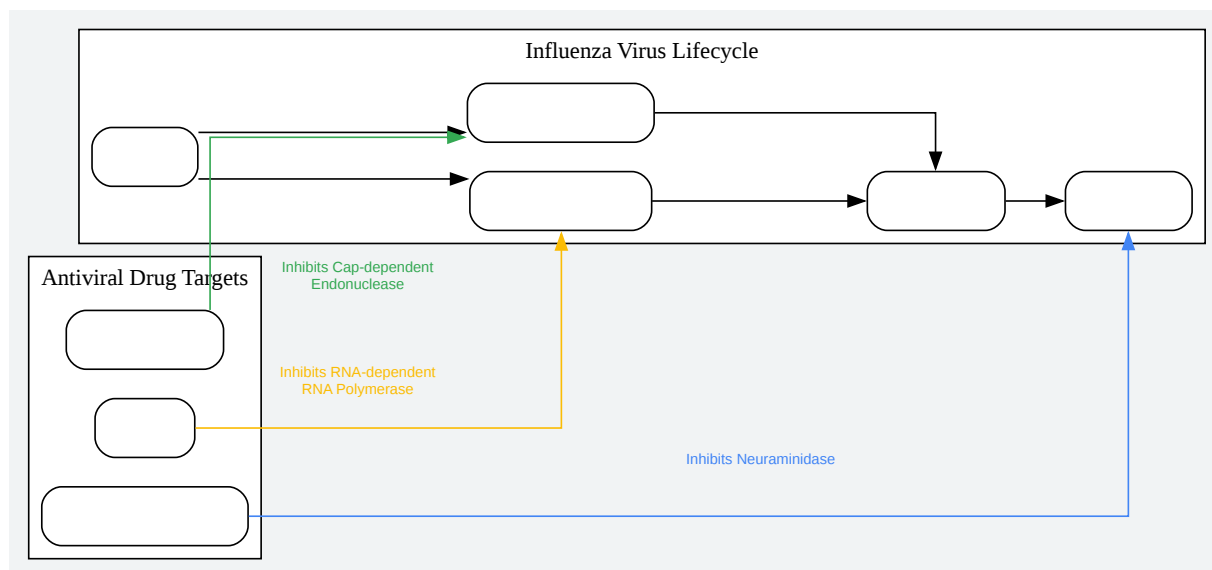 Influenza Virus Lifecycle
Antiviral Drug Targets
Inhibits Cap-dependent
Endonuclease
Inhibits RNA-dependent
RNA Polymerase
Inhibits Neuraminidase